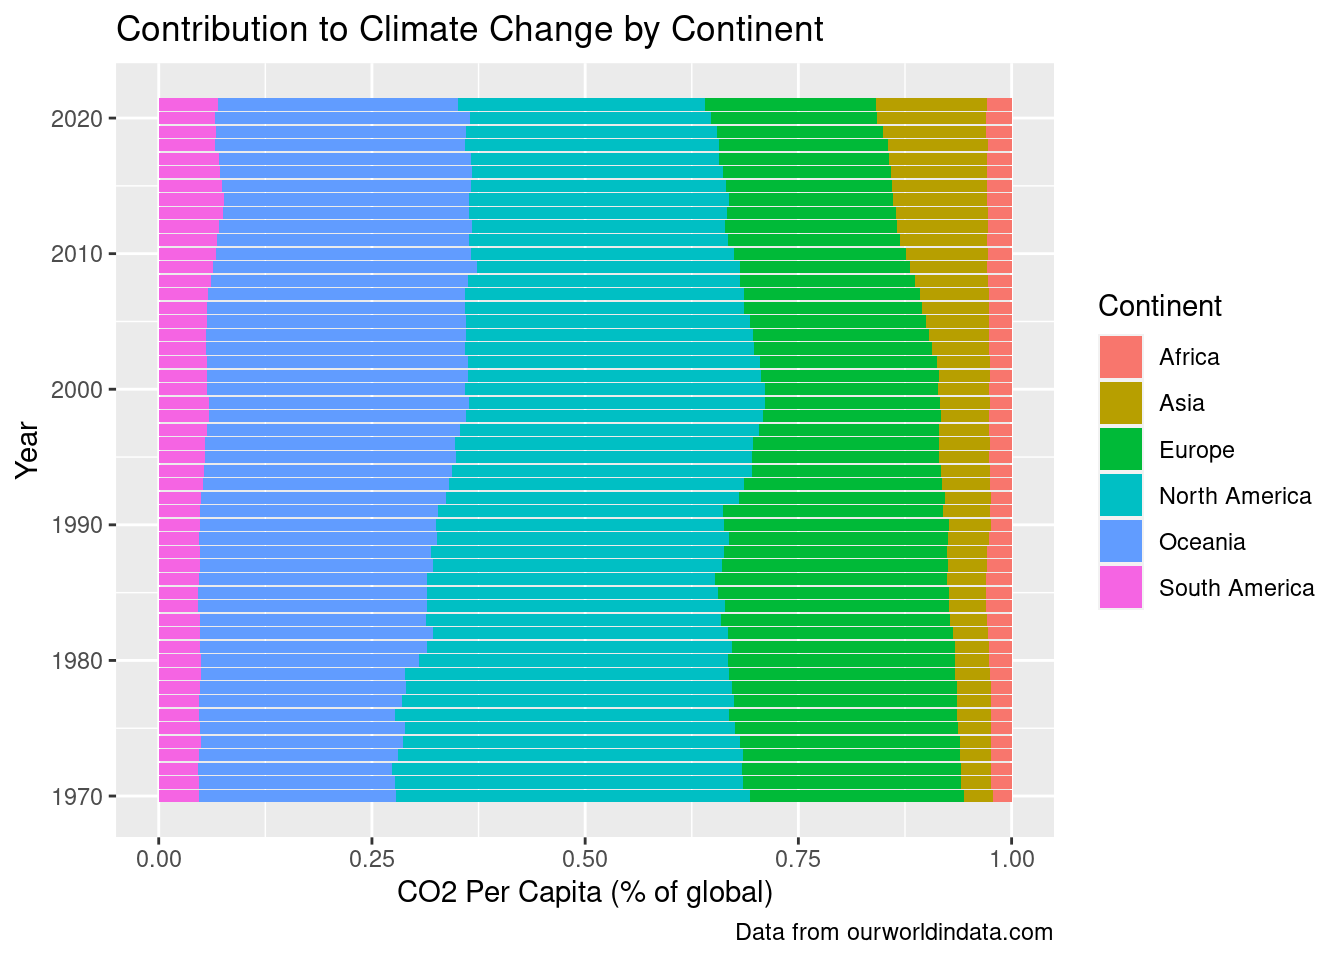 Contribution to Climate Change by Continent
Year
2020
2010
2000
1990
1980
1970
0.00 0.25 0.50 0.75 1.00
CO2 Per Capita (% of global)
Data from ourworldindata.com
Continent
Africa
Asia
Europe
North America
Oceania
South America